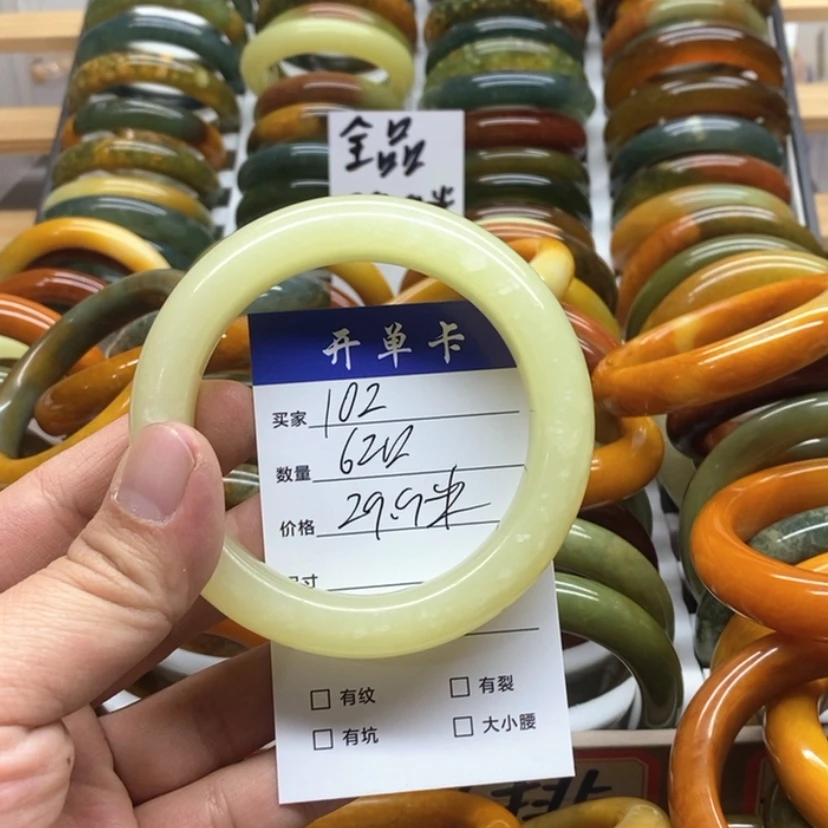 全品
开单卡
买家 102
数量
价格 29.9米
寸
□ 有纹 □ 有裂
□ 有坑 □ 大小腰